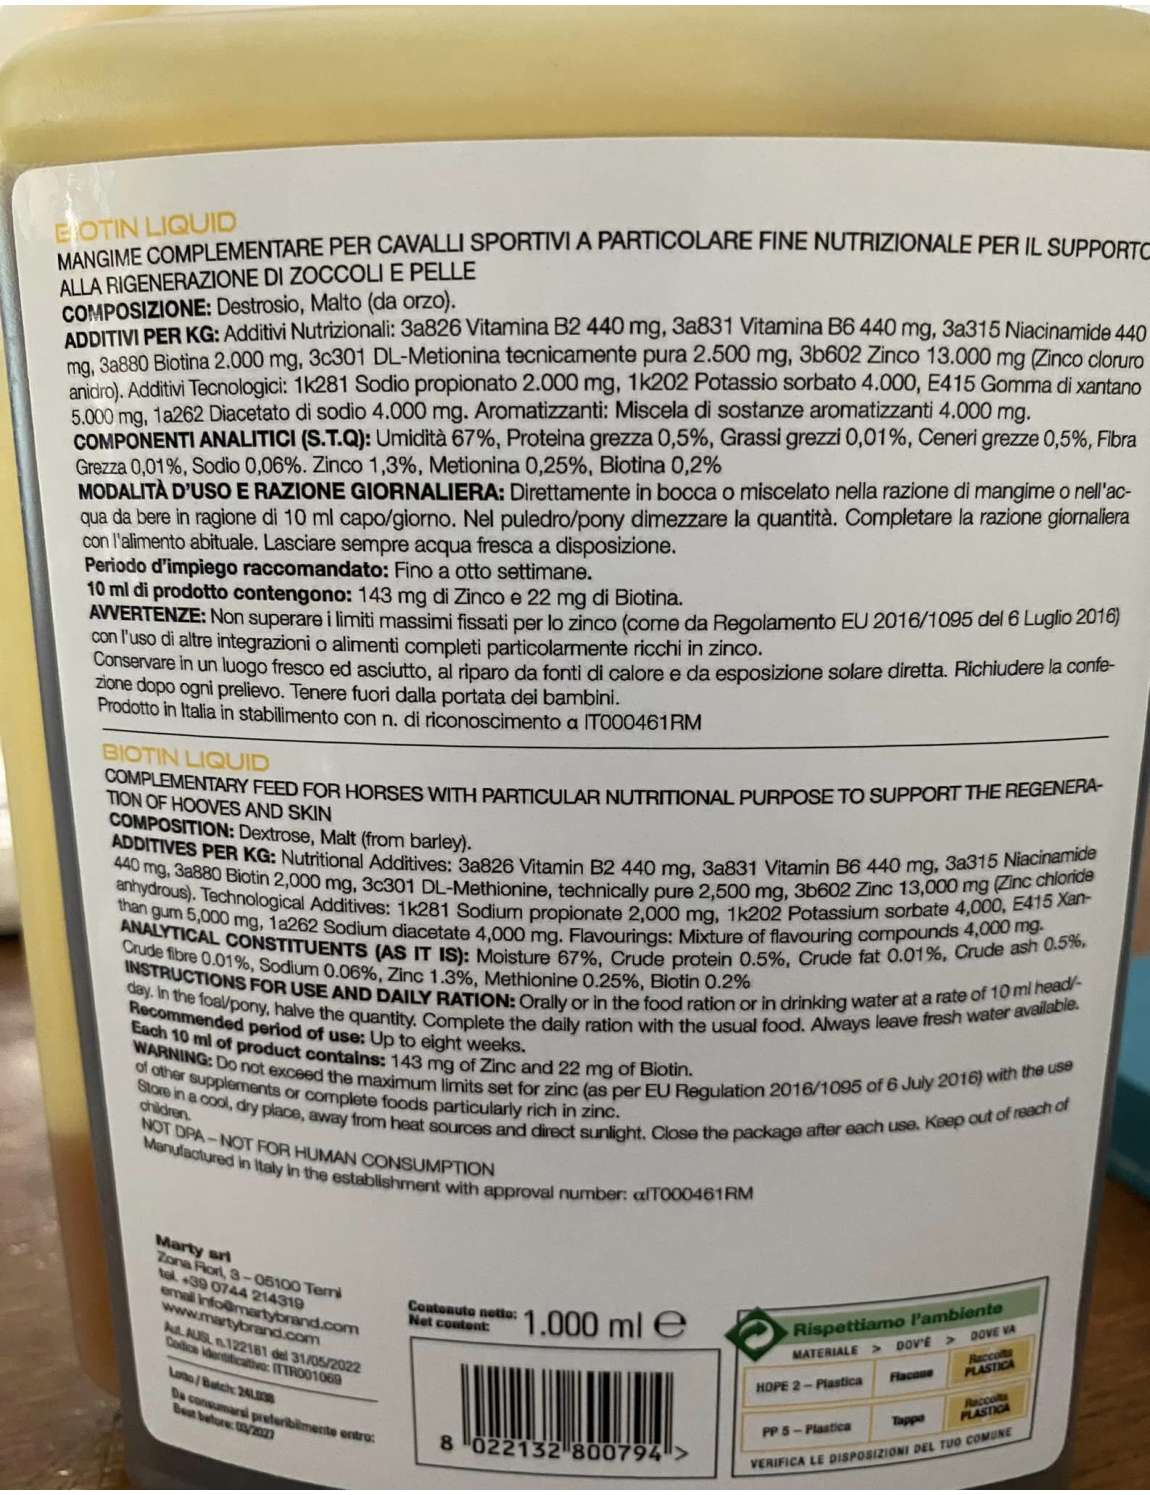 BIOTIN LIQUID
MANGIME COMPLEMENTARE PER CAVALLI SPORTIVI A PARTICOLARE FINE NUTRIZIONALE PER IL SUPPORTO
ALLA RIGENERAZIONE DI ZOCCOLI E PELLE
COMPOSIZIONE: Destrosio, Malto (da orzo).
ADDITIVI PER KG: Additivi Nutrizionali: 3a826 Vitamina B2 440 mg, 3a831 Vitamina B6 440 mg, 3a315 Niacinamide 440
mg, 3a880 Biotina 2.000 mg, 3c301 DL-Metionina tecnicamente pura 2.500 mg, 3b602 Zinco 13.000 mg (Zinco cloruro
anidro). Additivi Tecnologici: 1k281 Sodio propionato 2.000 mg, 1k202 Potassio sorbato 4.000, E415 Gomma di xantano
5.000 mg, 1a262 Diacetato di sodio 4.000 mg. Aromatizzanti: Miscela di sostanze aromatizzanti 4.000 mg.
COMPONENTI ANALITICI (S.T.Q): Umidità 67%, Proteina grezza 0,5%, Grassi grezzi 0,01%, Ceneri grezze 0,5%, Fibra
Grezza 0,01%, Sodio 0,06%. Zinco 1,3%, Metionina 0,25%, Biotina 0,2%
MODALITÀ D'USO E RAZIONE GIORNALIERA: Direttamente in bocca o miscelato nella razione di mangime o nell'ac-
qua da bere in ragione di 10 ml capo/giorno. Nel puledro/pony dimezzare la quantità. Completare la razione giornaliera
con l'alimento abituale. Lasciare sempre acqua fresca a disposizione.
Periodo d'impiego raccomandato: Fino a otto settimane.
10 ml di prodotto contengono: 143 mg di Zinco e 22 mg di Biotina.
AVVERTENZE: Non superare i limiti massimi fissati per lo zinco (come da Regolamento EU 2016/1095 del 6 Luglio 2016)
con l'uso di altre integrazioni o alimenti completi particolarmente ricchi in zinco.
Conservare in un luogo fresco ed asciutto, al riparo da fonti di calore e da esposizione solare diretta. Richiudere la confe-
zione dopo ogni prelievo. Tenere fuori dalla portata dei bambini.
Prodotto in Italia in stabilimento con n. di riconoscimento α IT000461RM
BIOTIN LIQUID
COMPLEMENTARY FEED FOR HORSES WITH PARTICULAR NUTRITIONAL PURPOSE TO SUPPORT THE REGENERA-
TION OF HOOVES AND SKIN
COMPOSITION: Dextrose, Malt (from barley).
ADDITIVES PER KG: Nutritional Additives: 3a826 Vitamin B2 440 mg, 3a831 Vitamin B6 440 mg, 3a315 Niacinamide
440 mg, 3a880 Biotin 2,000 mg, 3c301 DL-Methionine, technically pure 2,500 mg, 3b602 Zinc 13,000 mg (Zinc chloride
anhydrous). Technological Additives: 1k281 Sodium propionate 2,000 mg, 1k202 Potassium sorbate 4,000, E415 Xan-
than gum 5,000 mg, 1a262 Sodium diacetate 4,000 mg. Flavourings: Mixture of flavouring compounds 4,000 mg.
ANALYTICAL CONSTITUENTS (AS IT IS): Moisture 67%, Crude protein 0.5%, Crude fat 0.01%, Crude ash 0.5%,
Crude fibre 0.01%, Sodium 0.06%, Zinc 1.3%, Methionine 0.25%, Biotin 0.2%
INSTRUCTIONS FOR USE AND DAILY RATION: Orally or in the food ration or in drinking water at a rate of 10 ml head/-
day. In the foal/pony, halve the quantity. Complete the daily ration with the usual food. Always leave fresh water available.
Recommended period of use: Up to eight weeks.
Each 10 ml of product contains: 143 mg of Zinc and 22 mg of Biotin.
WARNING: Do not exceed the maximum limits set for zinc (as per EU Regulation 2016/1095 of 6 July 2016) with the use
of other supplements or complete foods particularly rich in zinc.
Store in a cool, dry place, away from heat sources and direct sunlight. Close the package after each use. Keep out of reach of
children.
NOT DPA – NOT FOR HUMAN CONSUMPTION
Manufactured in Italy in the establishment with approval number: αIT000461RM
Marty srl
Zona Fiori, 3 – 05100 Terni
tel. +39 0744 214319
email info@martybrand.com
www.martybrand.com
Aut. AUSL n.122181 del 31/05/2022
Codice identificativo: ITTR001069
Lotto / Batch: 24L038
Da consumarsi preferibilmente entro:
Best before: 03/2027
Contenuto netto:
Net content:
1.000 ml e
8 022132 800794 >
Rispettiamo l'ambiente
MATERIALE > DOV'È > DOVE VA
HDPE 2 – Plastica Flacone Raccolta PLASTICA
PP 5 – Plastica Tappo Raccolta PLASTICA
VERIFICA LE DISPOSIZIONI DEL TUO COMUNE